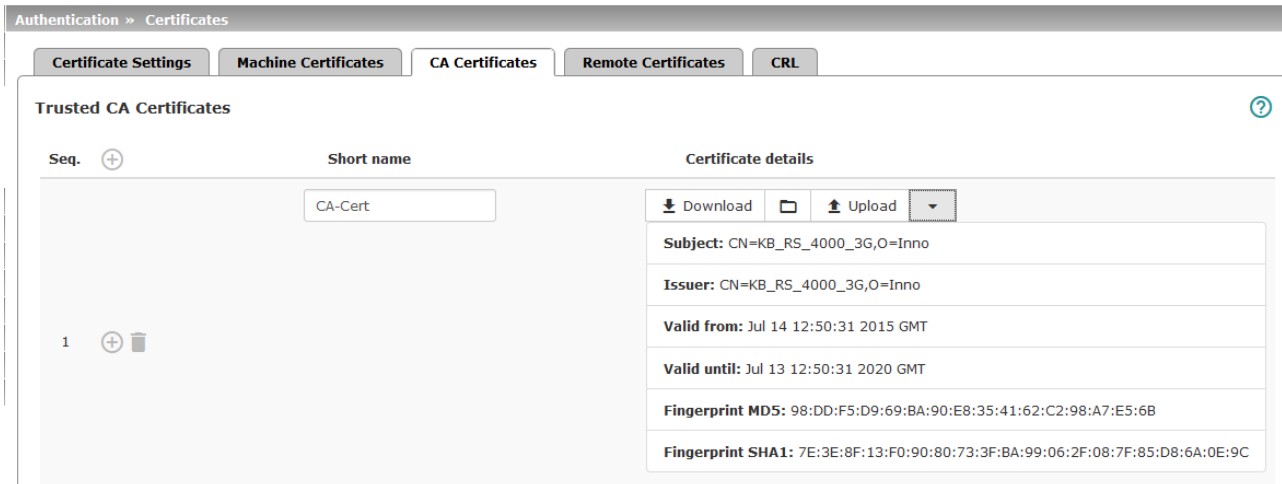 Authentication » Certificates
Certificate Settings Machine Certificates CA Certificates Remote Certificates CRL
Trusted CA Certificates ?
Seq. Short name Certificate details
CA-Cert Download Upload
Subject: CN=KB_RS_4000_3G,O=Inno
Issuer: CN=KB_RS_4000_3G,O=Inno
Valid from: Jul 14 12:50:31 2015 GMT
1
Valid until: Jul 13 12:50:31 2020 GMT
Fingerprint MD5: 98:DD:F5:D9:69:BA:90:E8:35:41:62:C2:98:A7:E5:6B
Fingerprint SHA1: 7E:3E:8F:13:F0:90:80:73:3F:BA:99:06:2F:08:7F:85:D8:6A:0E:9C